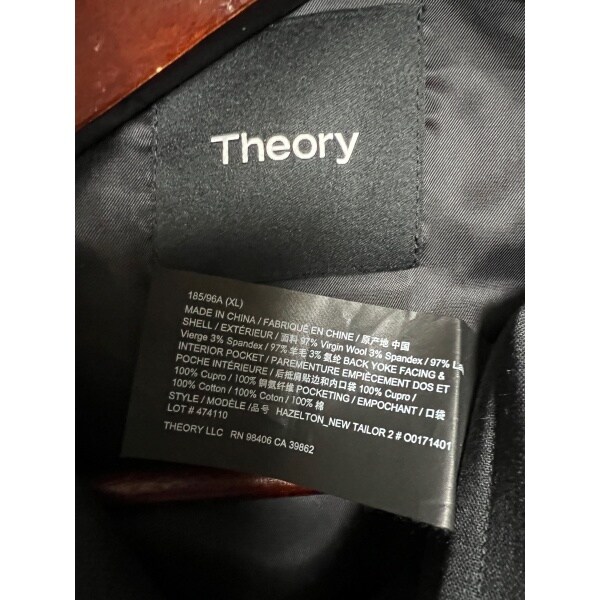 Theory
185/96A (XL)
MADE IN CHINA / FABRIQUÉ EN CHINE / 原产地 中国
SHELL / EXTÉRIEUR / 面料 97% Virgin Wool 3% Spandex / 97%
Vierge 3% Spandex / 97% 羊毛 3% 氨纶 BACK YOKE FACING &
INTERIOR POCKET / PAREMENTURE EMPIÈCEMENT DOS ET
POCHE INTÉRIEURE / 后抵肩贴边和内口袋 100% Cupro /
100% Cupro / 100% 铜氨纤维 POCKETING / EMPOCHANT / 口袋
100% Cotton / 100% Coton / 100% 棉
STYLE / MODÈLE /品号 HAZELTON_NEW TAILOR 2 # O0171401
LOT # 474110
THEORY LLC RN 98406 CA 39862